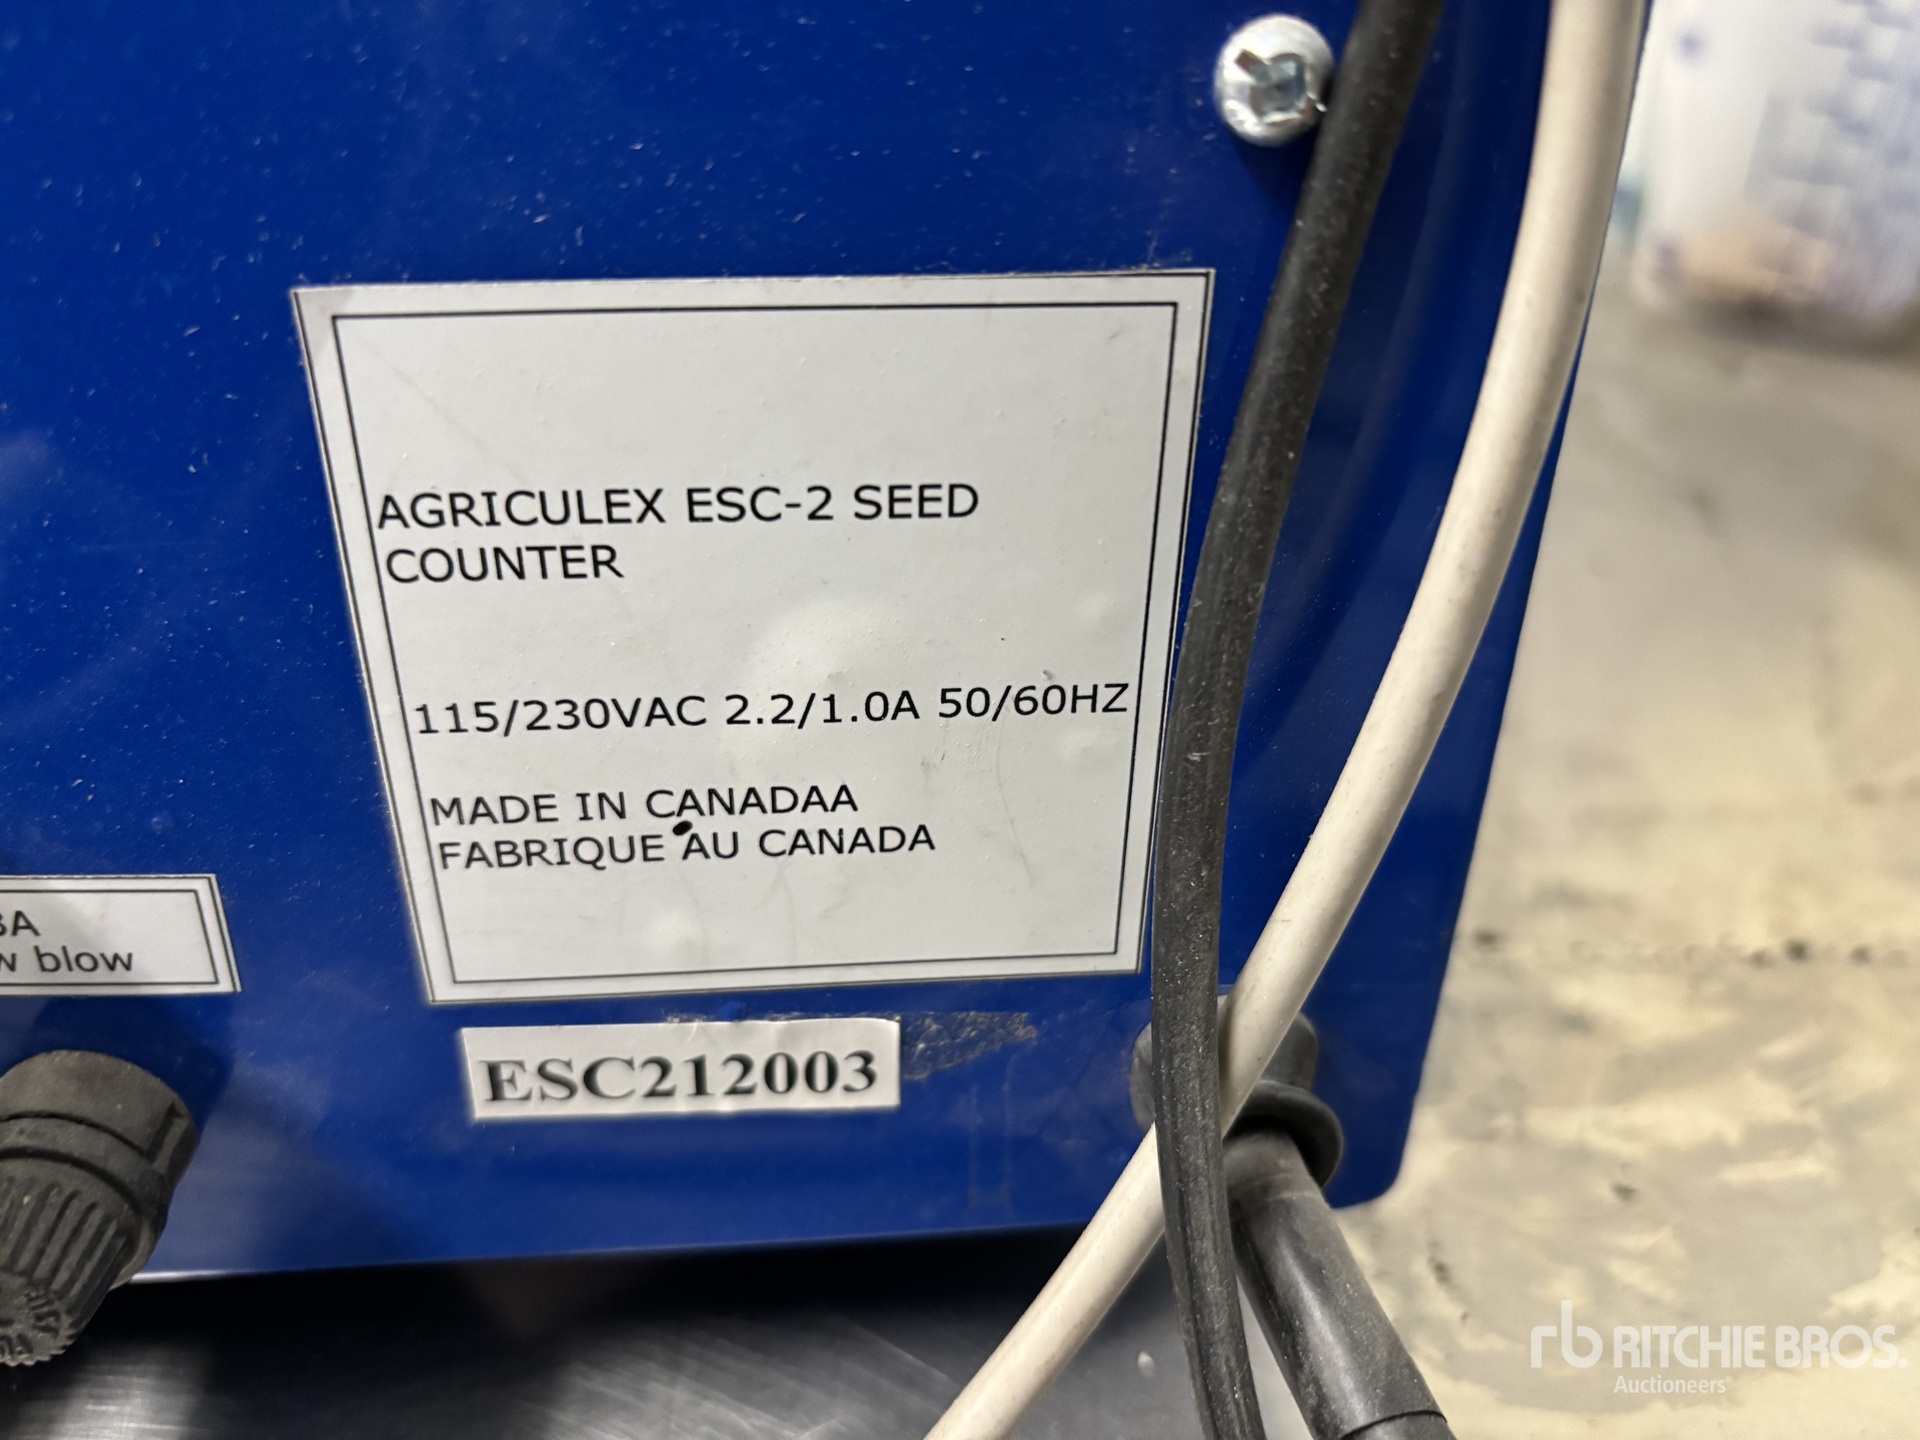 AGRICULEX ESC-2 SEED
COUNTER
115/230VAC 2.2/1.0A 50/60HZ
MADE IN CANADAA
FABRIQUE AU CANADA
blow
ESC212003
rb RITCHIE BROS.
Auctioneers